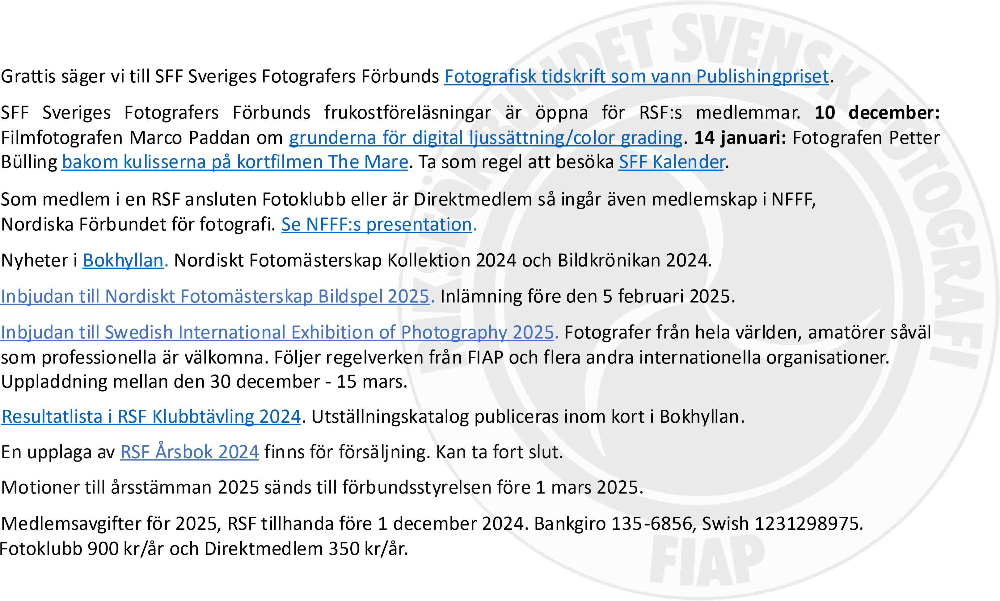 Grattis säger vi till SFF Sveriges Fotografers Förbunds Fotografisk tidskrift som vann Publishingpriset.
SFF Sveriges Fotografers Förbunds frukostföreläsningar är öppna för RSF:s medlemmar. 10 december:
Filmfotografen Marco Paddan om grunderna för digital ljussättning/color grading. 14 januari: Fotografen Petter
Bülling bakom kulisserna på kortfilmen The Mare. Ta som regel att besöka SFF Kalender.
Som medlem i en RSF ansluten Fotoklubb eller är Direktmedlem så ingår även medlemskap i NFFF,
Nordiska Förbundet för fotografi. Se NFFF:s presentation.
Nyheter i Bokhyllan. Nordiskt Fotomästerskap Kollektion 2024 och Bildkrönikan 2024.
Inbjudan till Nordiskt Fotomästerskap Bildspel 2025. Inlämning före den 5 februari 2025.
Inbjudan till Swedish International Exhibition of Photography 2025. Fotografer från hela världen, amatörer såväl
som professionella är välkomna. Följer regelverken från FIAP och flera andra internationella organisationer.
Uppladdning mellan den 30 december - 15 mars.
Resultatlista i RSF Klubbtävling 2024. Utställningskatalog publiceras inom kort i Bokhyllan.
En upplaga av RSF Årsbok 2024 finns för försäljning. Kan ta fort slut.
Motioner till årsstämman 2025 sänds till förbundsstyrelsen före 1 mars 2025.
Medlemsavgifter för 2025, RSF tillhanda före 1 december 2024. Bankgiro 135-6856, Swish 1231298975.
Fotoklubb 900 kr/år och Direktmedlem 350 kr/år.
RIKSFÖRBUNDET SVENSK FOTOGRAFI
FIAP